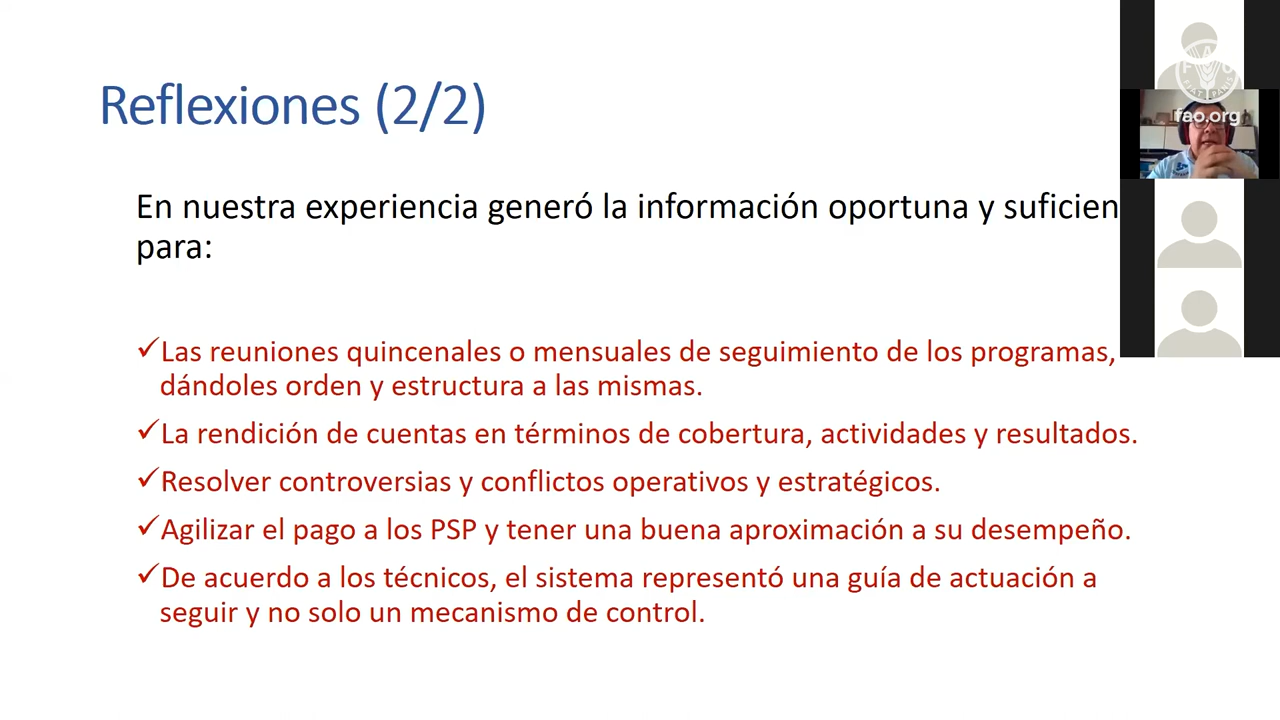 Reflexiones (2/2)
En nuestra experiencia generó la información oportuna y suficien
para:
✓Las reuniones quincenales o mensuales de seguimiento de los programas,
dándoles orden y estructura a las mismas.
✓La rendición de cuentas en términos de cobertura, actividades y resultados.
✓Resolver controversias y conflictos operativos y estratégicos.
✓Agilizar el pago a los PSP y tener una buena aproximación a su desempeño.
✓De acuerdo a los técnicos, el sistema representó una guía de actuación a
seguir y no solo un mecanismo de control.
FAO
FIAT PANIS
fao.org